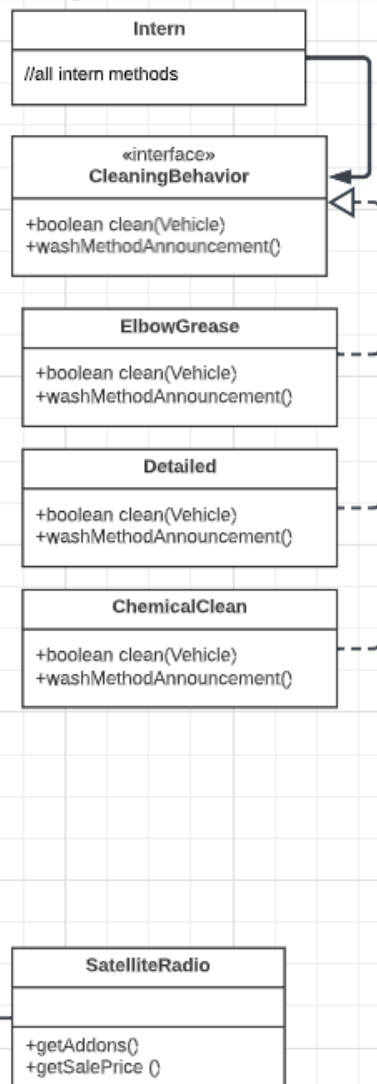 Intern
//all intern methods
«interface»
CleaningBehavior
+boolean clean(Vehicle)
+washMethodAnnouncement()
ElbowGrease
+boolean clean(Vehicle)
+washMethodAnnouncement()
Detailed
+boolean clean(Vehicle)
+washMethodAnnouncement()
ChemicalClean
+boolean clean(Vehicle)
+washMethodAnnouncement()
SatelliteRadio
+getAddons()
+getSalePrice ()